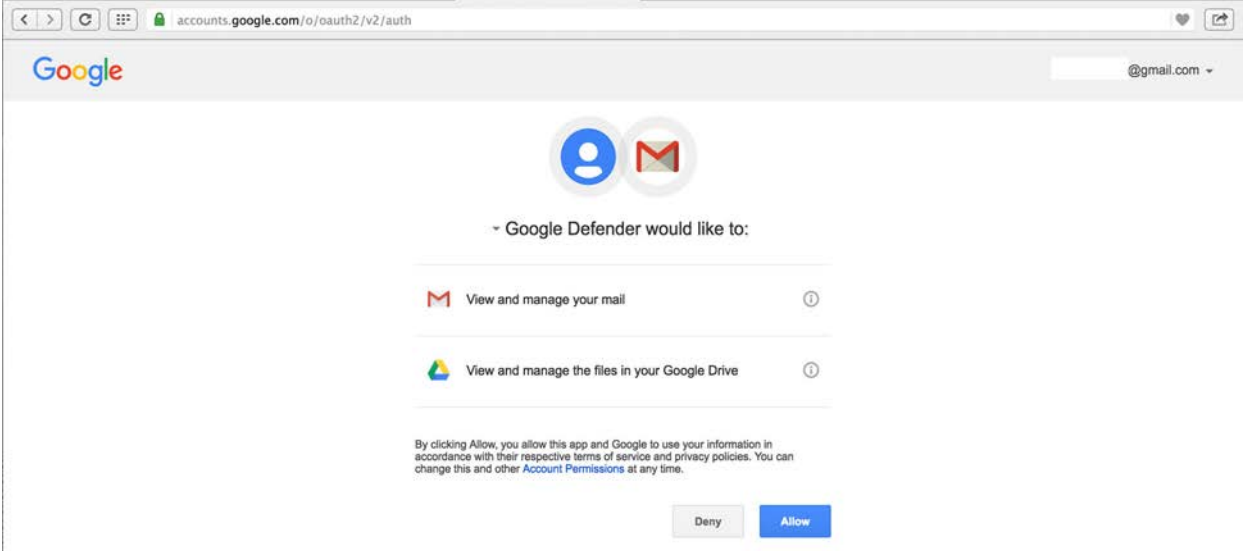 accounts.google.com/o/oauth2/v2/auth
Google
@gmail.com
Google Defender would like to:
View and manage your mail
View and manage the files in your Google Drive
By clicking Allow, you allow this app and Google to use your information in
accordance with their respective terms of service and privacy policies. You can
change this and other Account Permissions at any time.
Deny
Allow